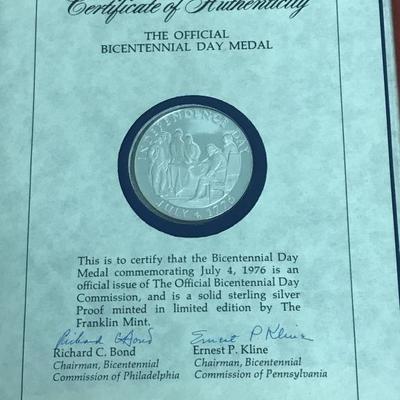 Certificate of Authenticity
THE OFFICIAL
BICENTENNIAL DAY MEDAL
INDEPENDENCE DAY
JULY 4 1776
This is to certify that the Bicentennial Day
Medal commemorating July 4, 1976 is an
official issue of The Official Bicentennial Day
Commission, and is a solid sterling silver
Proof minted in limited edition by The
Franklin Mint.
Richard C Bond
Ernest P. Kline
Richard C. Bond
Ernest P. Kline
Chairman, Bicentennial
Chairman, Bicentennial
Commission of Philadelphia
Commission of Pennsylvania